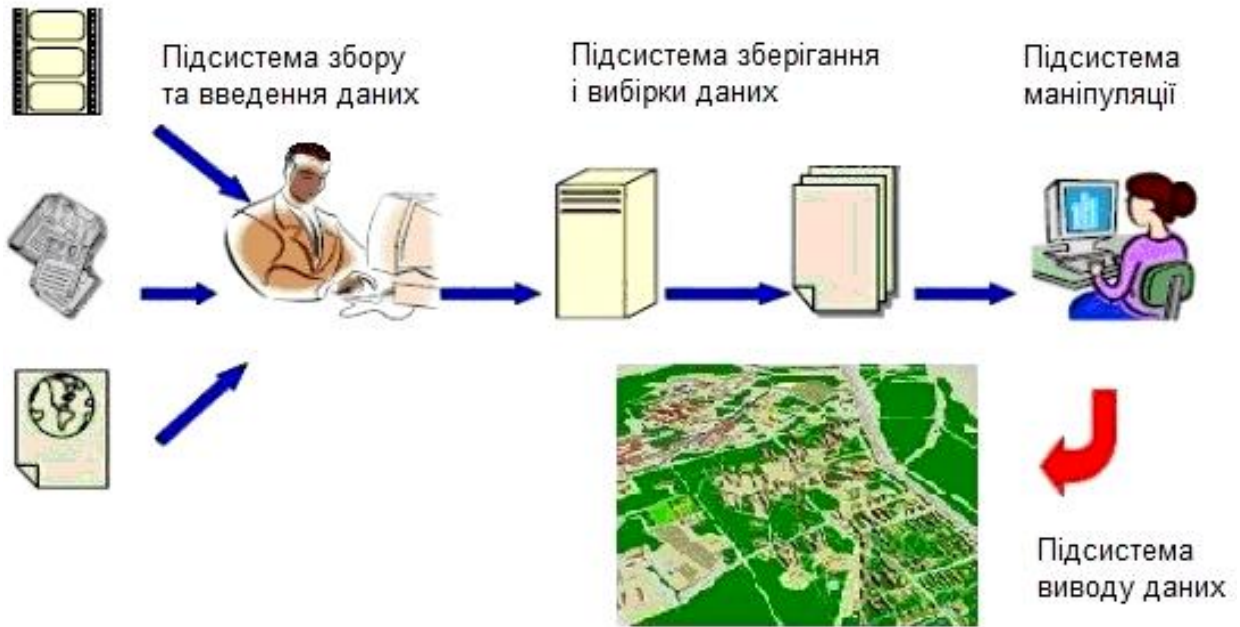 Підсистема збору
та введення даних
Підсистема зберігання
і вибірки даних
Підсистема
маніпуляції
Підсистема
виводу даних